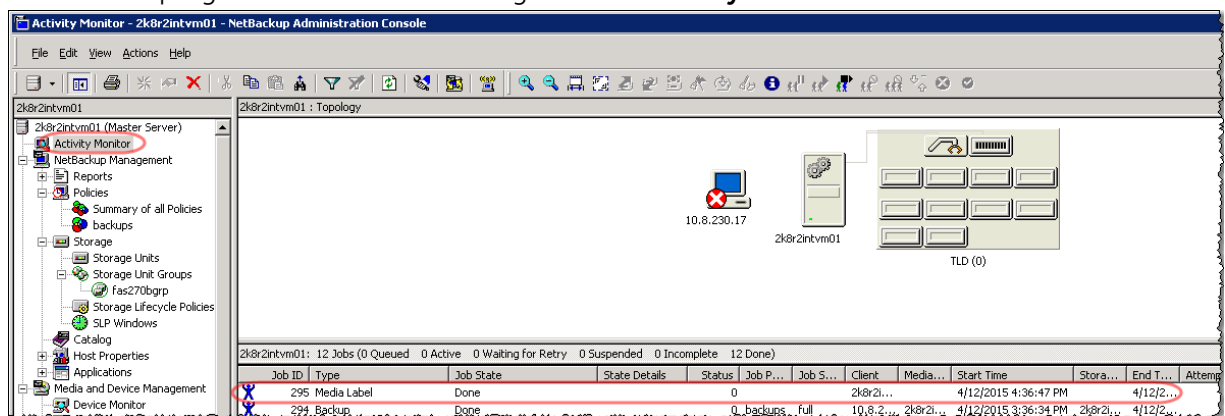 Activity Monitor - 2k8r2intvm01 - NetBackup Administration Console
File Edit View Actions Help
2k8r2intvm01
2k8r2intvm01 : Topology
2k8r2intvm01 (Master Server)
Activity Monitor
NetBackup Management
Reports
Policies
Summary of all Policies
backups
Storage
Storage Units
Storage Unit Groups
fas270bgrp
Storage Lifecycle Policies
SLP Windows
Catalog
Host Properties
Applications
Media and Device Management
Device Monitor
10.8.230.17
2k8r2intvm01
TLD (0)
2k8r2intvm01: 12 Jobs (0 Queued 0 Active 0 Waiting for Retry 0 Suspended 0 Incomplete 12 Done)
Job ID Type Job State State Details Status Job P... Job S... Client Media... Start Time Stora... End T... Attemp
295 Media Label Done 0 2k8r2i... 4/12/2015 4:36:47 PM 4/12/2...
294 Backup Done 0 backups full 10.8.2... 2k8r2i... 4/12/2015 3:36:34 PM 2k8r2i... 4/12/2...